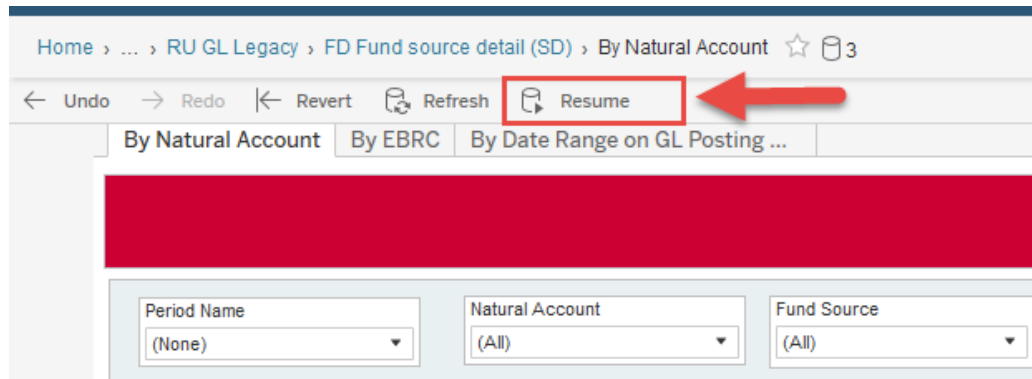 Home › ... › RU GL Legacy › FD Fund source detail (SD) › By Natural Account 3
Undo Redo Revert Refresh Resume
By Natural Account By EBRC By Date Range on GL Posting ...
Period Name Natural Account Fund Source
(None) (All) (All)